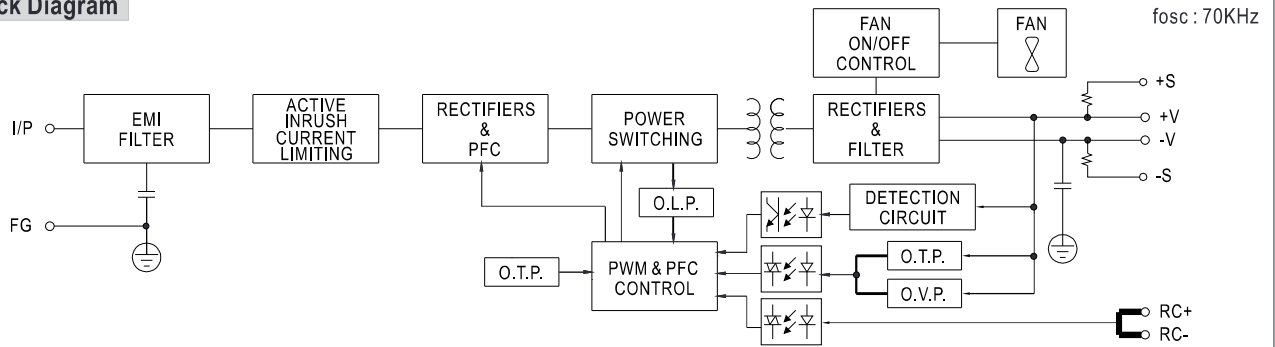 ck Diagram
fosc : 70KHz
I/P
EMI
FILTER
FG
ACTIVE
INRUSH
CURRENT
LIMITING
RECTIFIERS
&
PFC
POWER
SWITCHING
FAN
ON/OFF
CONTROL
FAN
RECTIFIERS
&
FILTER
+S
+V
-V
-S
O.L.P.
DETECTION
CIRCUIT
O.T.P.
PWM & PFC
CONTROL
O.T.P.
O.V.P.
RC+
RC-